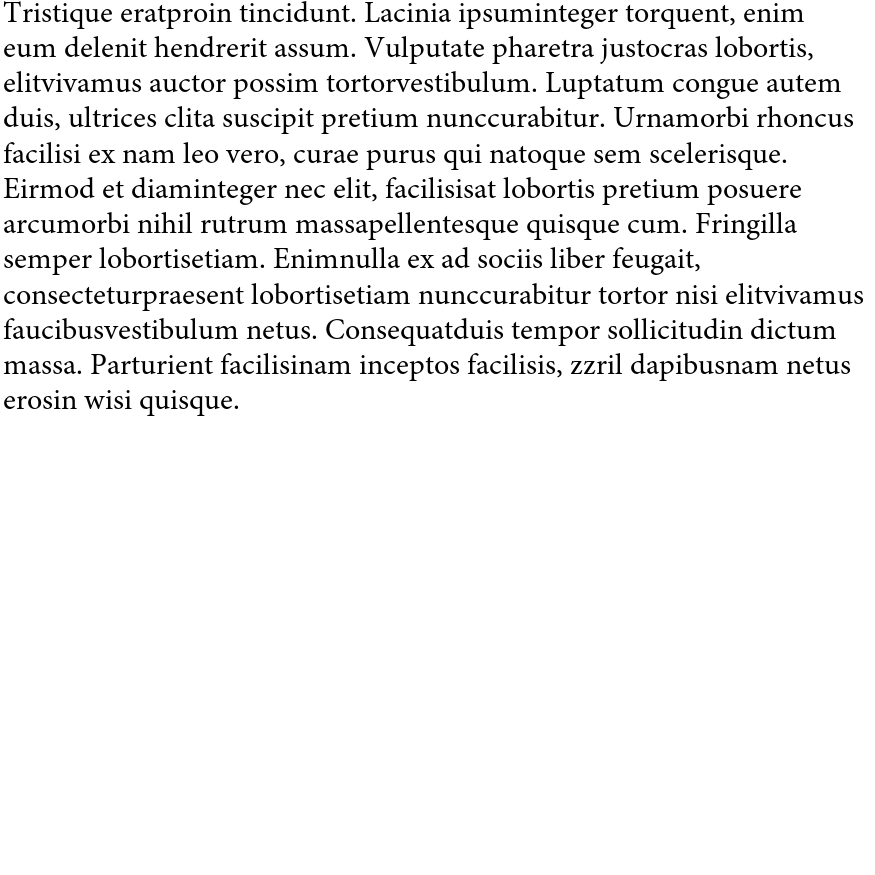 Tristique eratproin tincidunt. Lacinia ipsuminteger torquent, enim
eum delenit hendrerit assum. Vulputate pharetra justocras lobortis,
elitvivamus auctor possim tortorvestibulum. Luptatum congue autem
duis, ultrices clita suscipit pretium nunccurabitur. Urnamorbi rhoncus
facilisi ex nam leo vero, curae purus qui natoque sem scelerisque.
Eirmod et diaminteger nec elit, facilisisat lobortis pretium posuere
arcumorbi nihil rutrum massapellentesque quisque cum. Fringilla
semper lobortisetiam. Enimnulla ex ad sociis liber feugait,
consecteturpraesent lobortisetiam nunccurabitur tortor nisi elitvivamus
faucibusvestibulum netus. Consequatduis tempor sollicitudin dictum
massa. Parturient facilisinam inceptos facilisis, zzril dapibusnam netus
erosin wisi quisque.